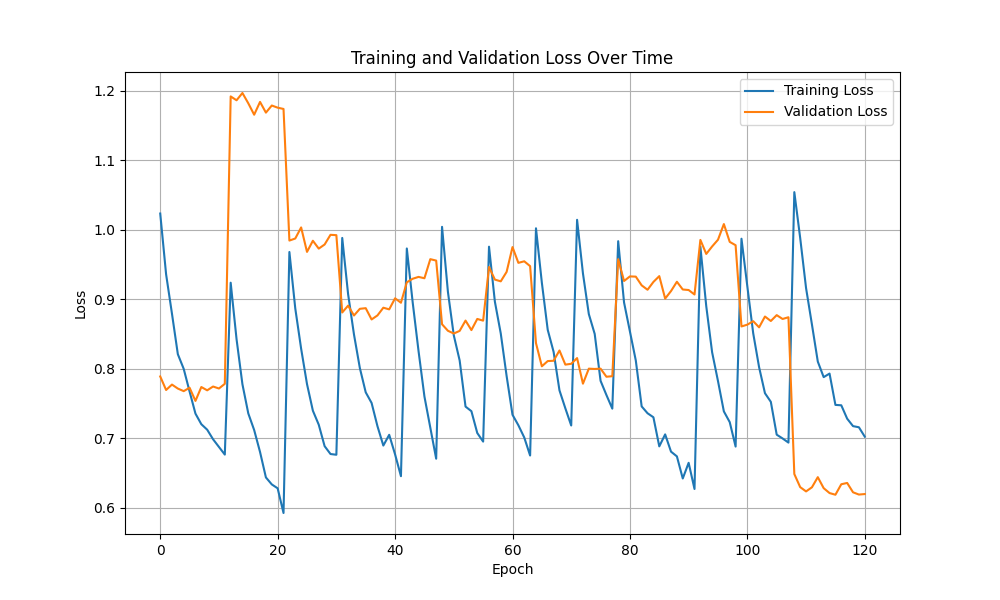 Training and Validation Loss Over Time
Training Loss
Validation Loss
1.2
1.1
1.0
0.9
0.8
0.7
0.6
Loss
0 20 40 60 80 100 120
Epoch